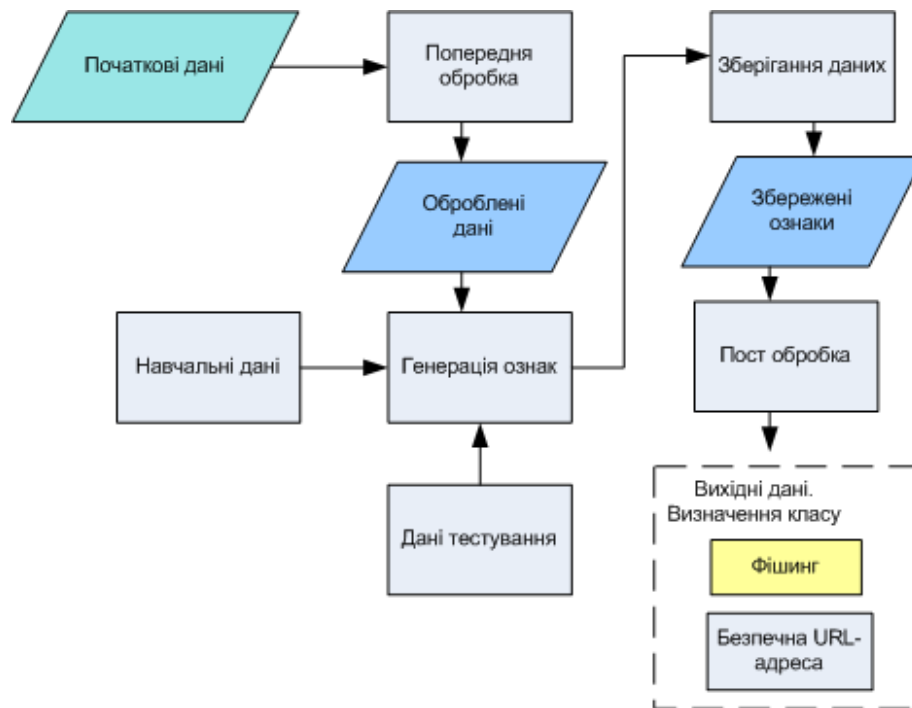 Початкові дані
Попередня
обробка
Зберігання даних
Оброблені
дані
Збережені
ознаки
Навчальні дані
Генерація ознак
Пост обробка
Дані тестування
Вихідні дані.
Визначення класу
Фішинг
Безпечна URL-
адреса